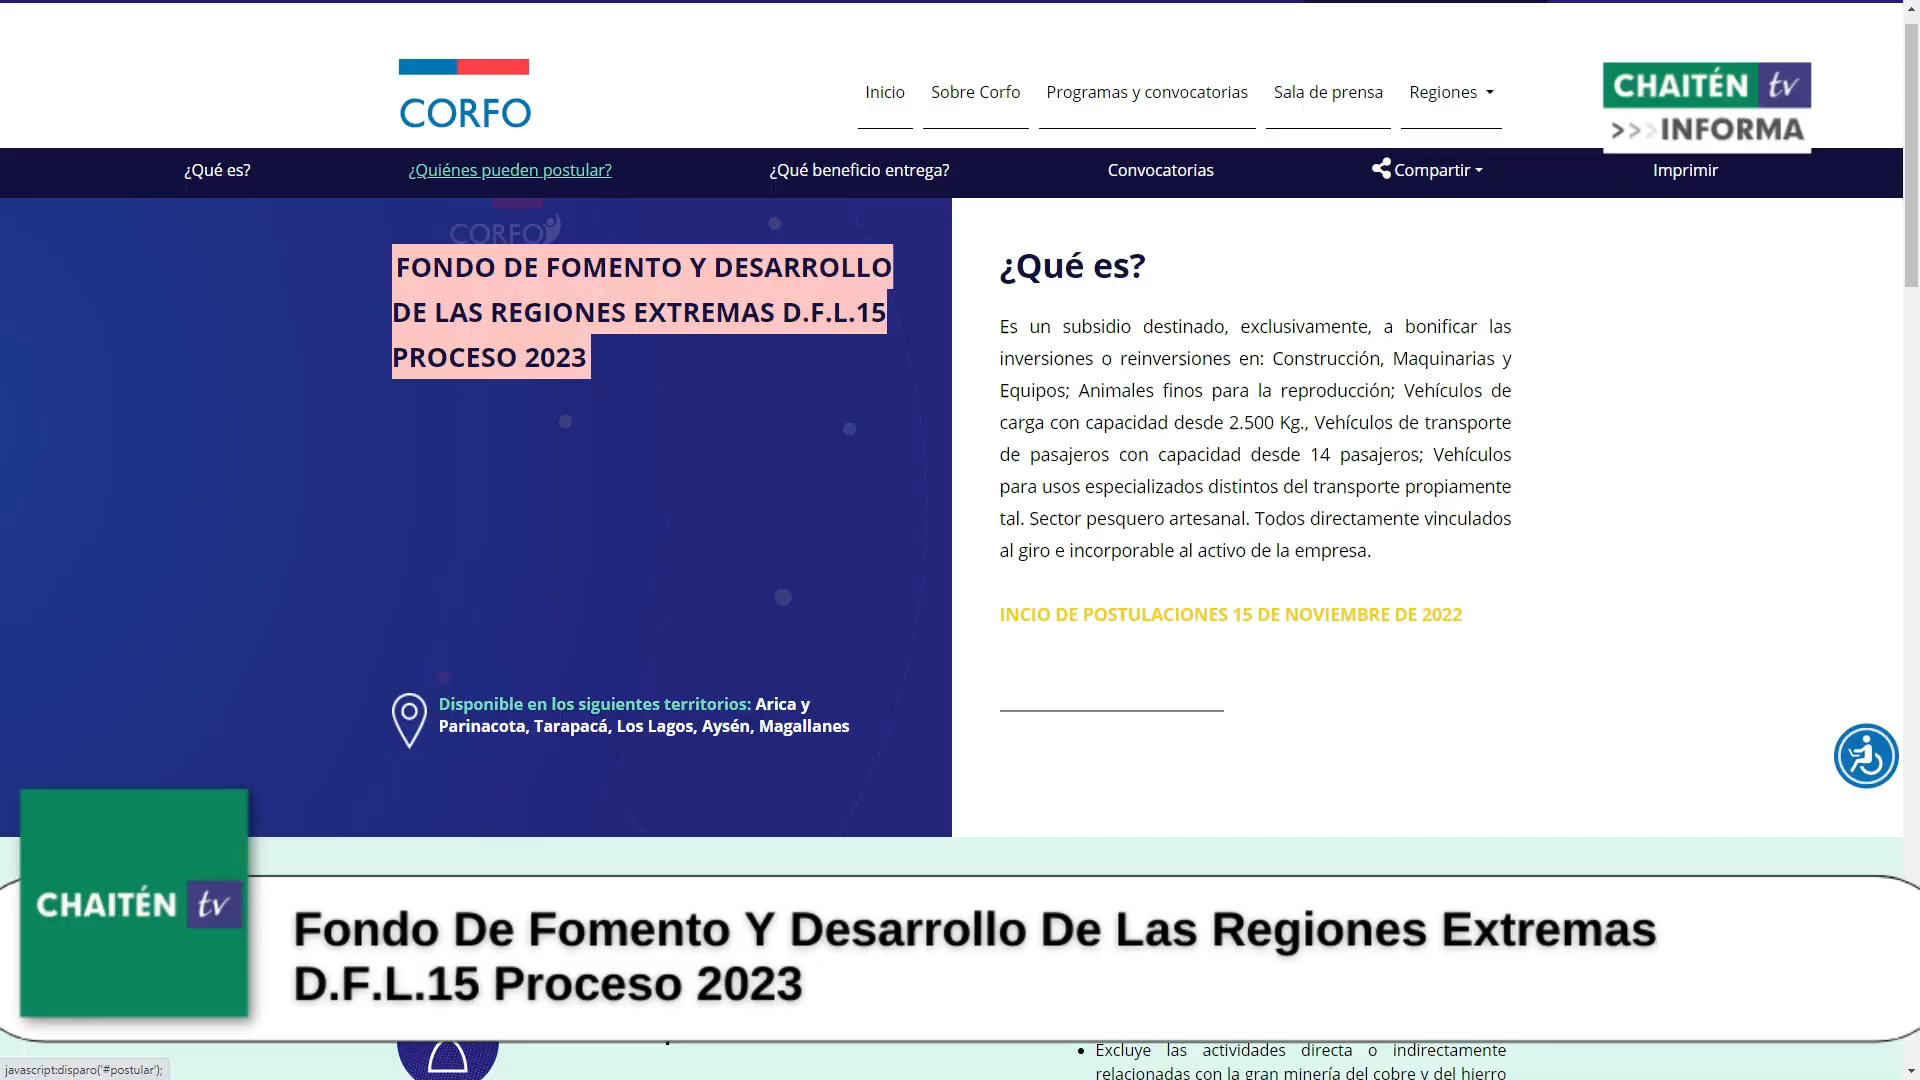 CORFO
Inicio
Sobre Corfo
Programas y convocatorias
Sala de prensa
Regiones
CHAITÉN tv
>>>INFORMA
¿Qué es?
¿Quiénes pueden postular?
¿Qué beneficio entrega?
Convocatorias
Compartir
Imprimir
CORFO
FONDO DE FOMENTO Y DESARROLLO
DE LAS REGIONES EXTREMAS D.F.L.15
PROCESO 2023
¿Qué es?
Es un subsidio destinado, exclusivamente, a bonificar las
inversiones o reinversiones en: Construcción, Maquinarias y
Equipos; Animales finos para la reproducción; Vehículos de
carga con capacidad desde 2.500 Kg., Vehículos de transporte
de pasajeros con capacidad desde 14 pasajeros; Vehículos
para usos especializados distintos del transporte propiamente
tal. Sector pesquero artesanal. Todos directamente vinculados
al giro e incorporable al activo de la empresa.
INCIO DE POSTULACIONES 15 DE NOVIEMBRE DE 2022
Disponible en los siguientes territorios: Arica y
Parinacota, Tarapacá, Los Lagos, Aysén, Magallanes
CHAITÉN tv
Fondo De Fomento Y Desarrollo De Las Regiones Extremas
D.F.L.15 Proceso 2023
Excluye las actividades directa o indirectamente
relacionadas con la gran minería del cobre y del hierro
javascript:disparo('#postular');